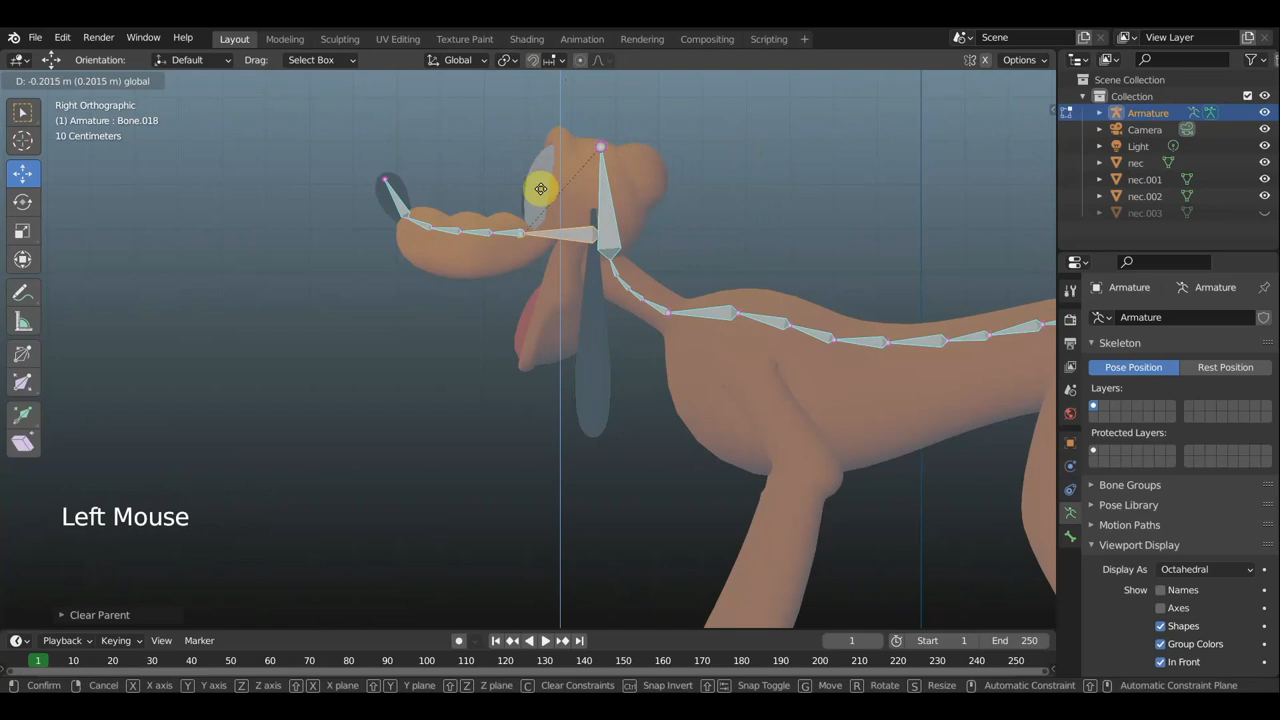 File Edit Render Window Help Layout Modeling Sculpting UV Editing Texture Paint Shading Animation Rendering Compositing Scripting + Scene View Layer
Orientation: Default Drag: Select Box Global X Options
D: -0.2015 m (0.2015 m) global
Right Orthographic
(1) Armature : Bone.018
10 Centimeters
Scene Collection
Collection
Armature
Camera
Light
nec
nec.001
nec.002
nec.003
Armature Armature
Armature
Skeleton
Pose Position Rest Position
Layers:
Protected Layers:
Bone Groups
Pose Library
Motion Paths
Viewport Display
Display As Octahedral
Show Names
Axes
Shapes
Group Colors
In Front
Left Mouse
Clear Parent
Playback Keying View Marker 1 Start 1 End 250
1 10 20 30 40 50 60 70 80 90 100 110 120 130 140 150 160 170 180 190 200 210 220 230 240 250
Confirm Cancel X X axis Y Y axis Z Z axis X X plane Y Y plane Z Z plane C Clear Constraints Ctrl Snap Invert Snap Toggle G Move R Rotate S Resize Automatic Constraint Automatic Constraint Plane